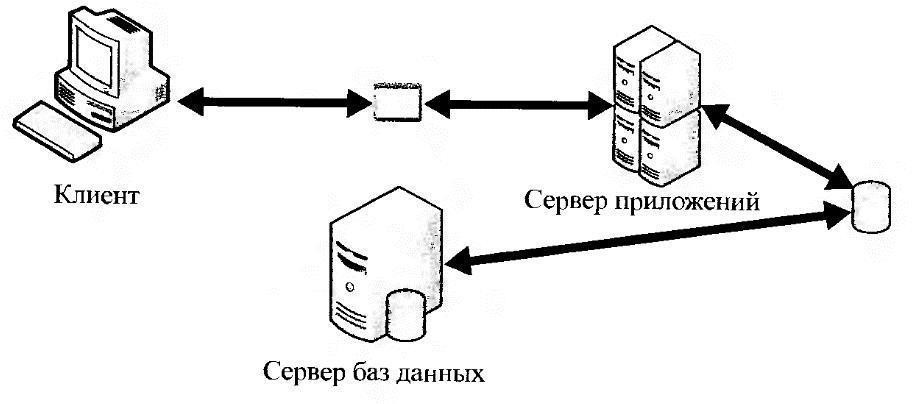 Клиент
Сервер приложений
Сервер баз данных